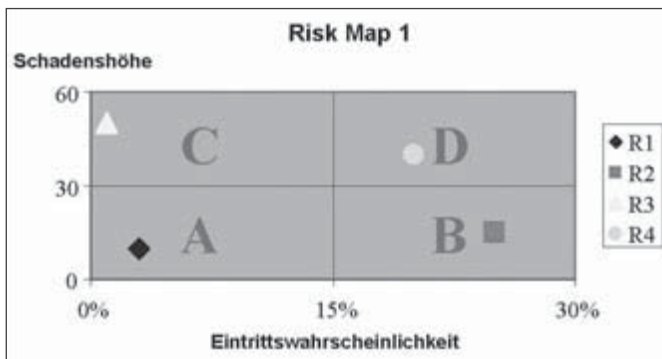 Risk Map 1
Schadenshöhe
60
30
0
C
D
A
B
0%
15%
30%
Eintrittswahrscheinlichkeit
R1
R2
R3
R4